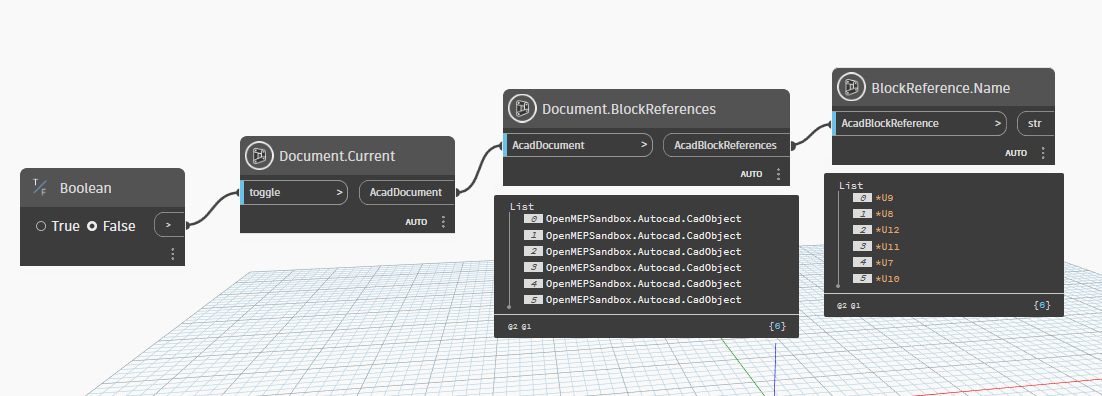 Boolean
T/F
True False >
Document.Current
toggle > AcadDocument
AUTO
Document.BlockReferences
AcadDocument > AcadBlockReferences
AUTO
List
0 OpenMEPSandbox.Autocad.CadObject
1 OpenMEPSandbox.Autocad.CadObject
2 OpenMEPSandbox.Autocad.CadObject
3 OpenMEPSandbox.Autocad.CadObject
4 OpenMEPSandbox.Autocad.CadObject
5 OpenMEPSandbox.Autocad.CadObject
@2 @1 {6}
BlockReference.Name
AcadBlockReference > str
AUTO
List
0 *U9
1 *U8
2 *U12
3 *U11
4 *U7
5 *U10
@2 @1 {6}